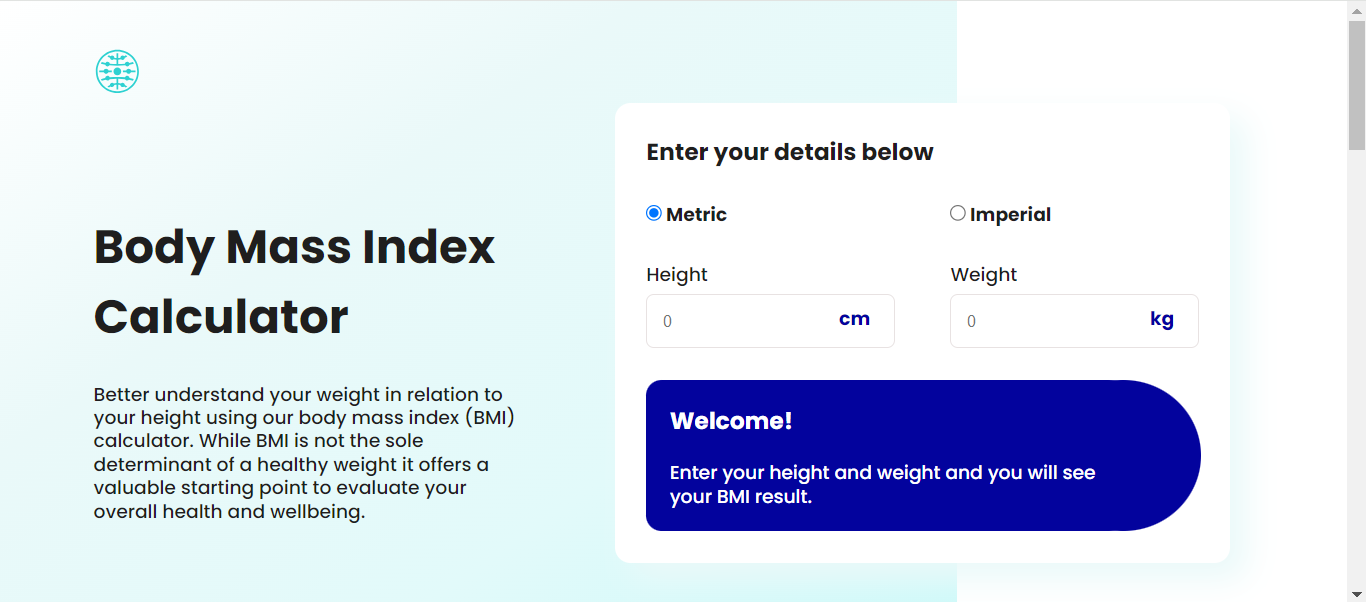 Body Mass Index
Calculator
Better understand your weight in relation to
your height using our body mass index (BMI)
calculator. While BMI is not the sole
determinant of a healthy weight it offers a
valuable starting point to evaluate your
overall health and wellbeing.
Enter your details below
Metric Imperial
Height Weight
0 cm 0 kg
Welcome!
Enter your height and weight and you will see
your BMI result.